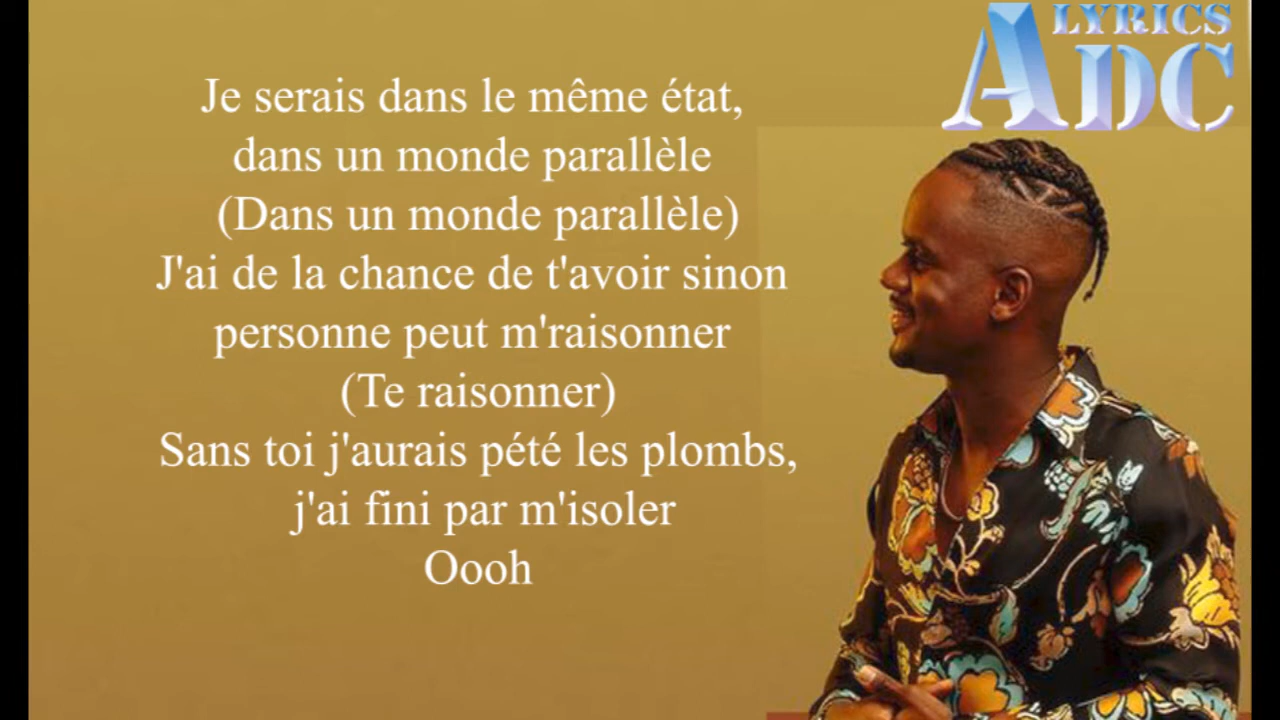 LYRICS
ADC
Je serais dans le même état,
dans un monde parallèle
(Dans un monde parallèle)
J'ai de la chance de t'avoir sinon
personne peut m'raisonner
(Te raisonner)
Sans toi j'aurais pété les plombs,
j'ai fini par m'isoler
Oooh